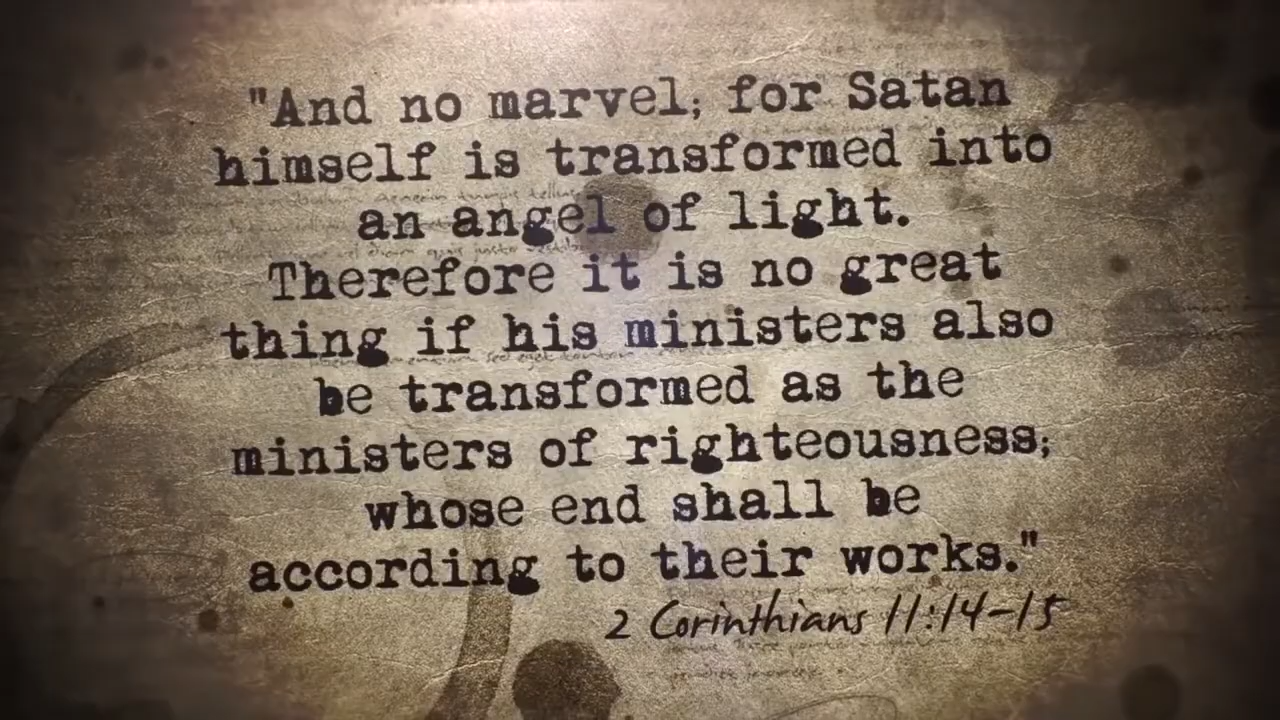 "And no marvel; for Satan
himself is transformed into
an angel of light.
Therefore it is no great
thing if his ministers also
be transformed as the
ministers of righteousness;
whose end shall be
according to their works."
2 Corinthians 11:14-15